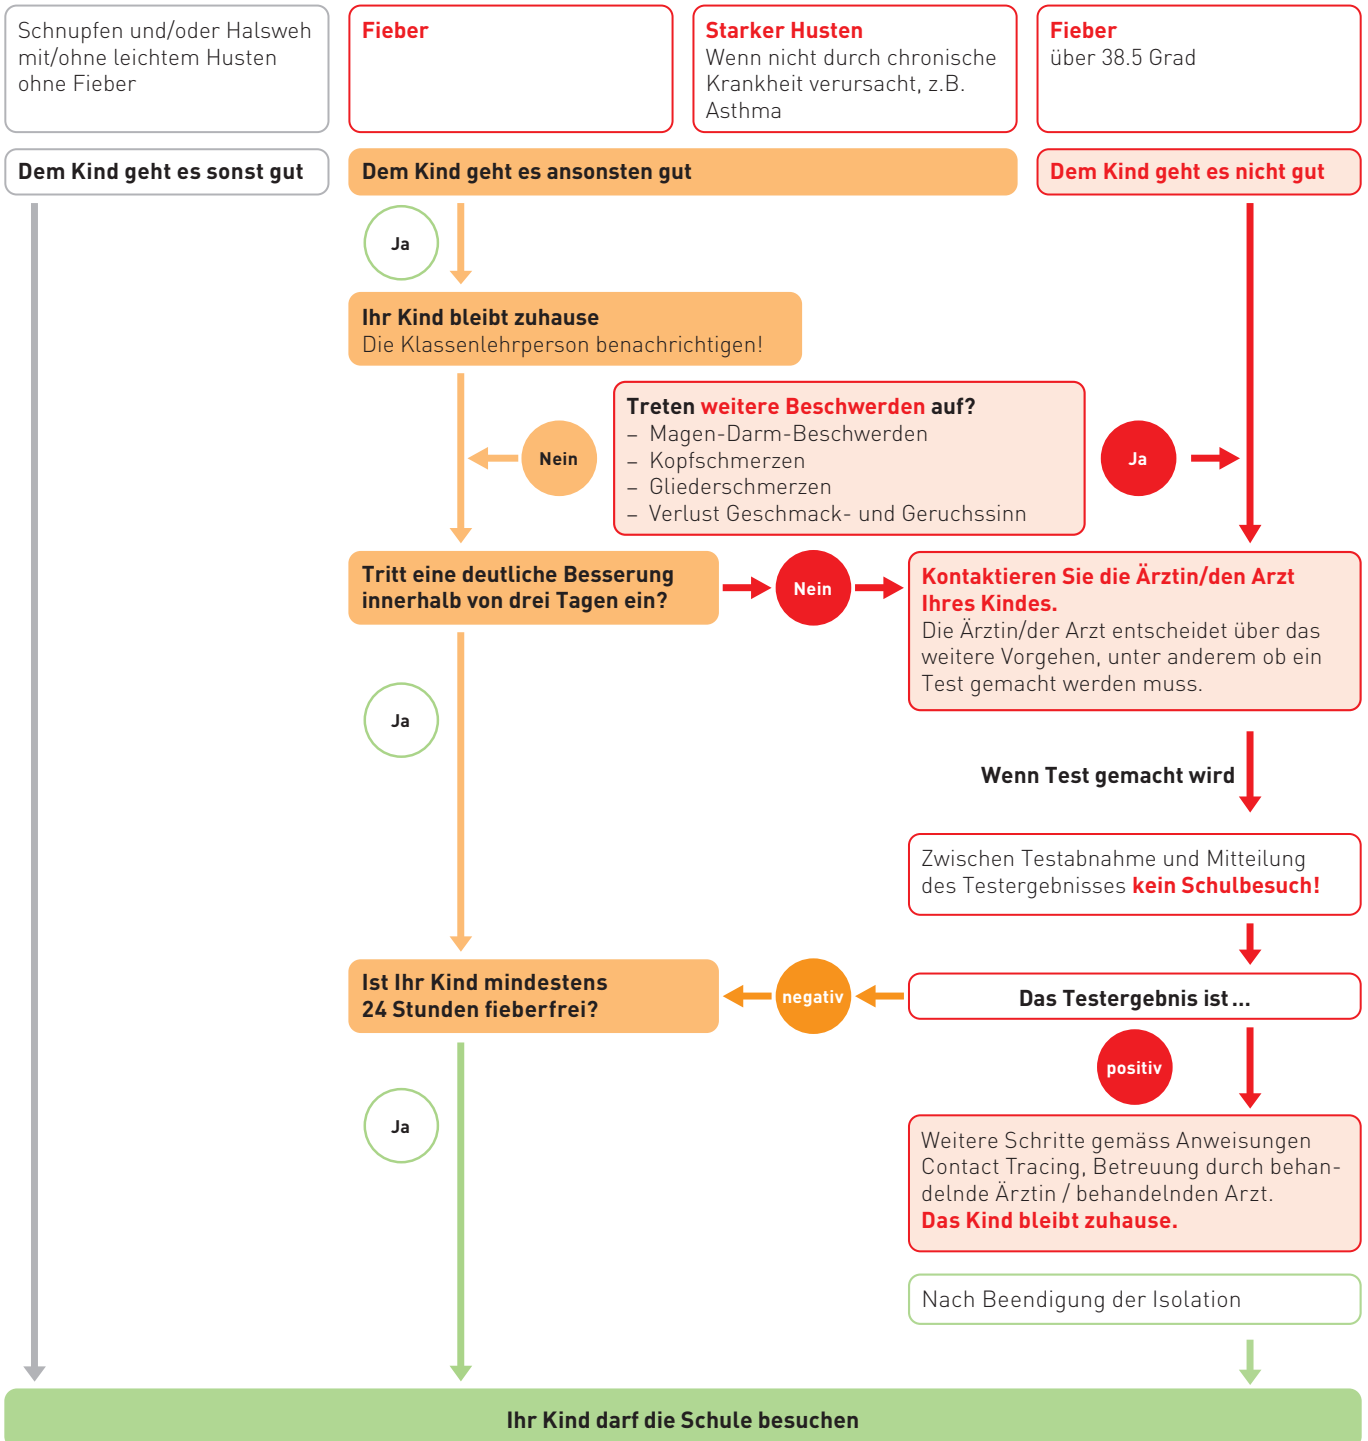 Schnupfen und/oder Halsweh
mit/ohne leichtem Husten
ohne Fieber
Fieber
Starker Husten
Wenn nicht durch chronische
Krankheit verursacht, z.B.
Asthma
Fieber
über 38.5 Grad
Dem Kind geht es sonst gut
Dem Kind geht es ansonsten gut
Dem Kind geht es nicht gut
Ja
Ihr Kind bleibt zuhause
Die Klassenlehrperson benachrichtigen!
Treten weitere Beschwerden auf?
– Magen-Darm-Beschwerden
– Kopfschmerzen
– Gliederschmerzen
– Verlust Geschmack- und Geruchssinn
Nein
Ja
Tritt eine deutliche Besserung
innerhalb von drei Tagen ein?
Nein
Kontaktieren Sie die Ärztin/den Arzt
Ihres Kindes.
Die Ärztin/der Arzt entscheidet über das
weitere Vorgehen, unter anderem ob ein
Test gemacht werden muss.
Ja
Wenn Test gemacht wird
Zwischen Testabnahme und Mitteilung
des Testergebnisses kein Schulbesuch!
Ist Ihr Kind mindestens
24 Stunden fieberfrei?
negativ
Das Testergebnis ist ...
positiv
Ja
Weitere Schritte gemäss Anweisungen
Contact Tracing, Betreuung durch behan-
delnde Ärztin / behandelnden Arzt.
Das Kind bleibt zuhause.
Nach Beendigung der Isolation
Ihr Kind darf die Schule besuchen